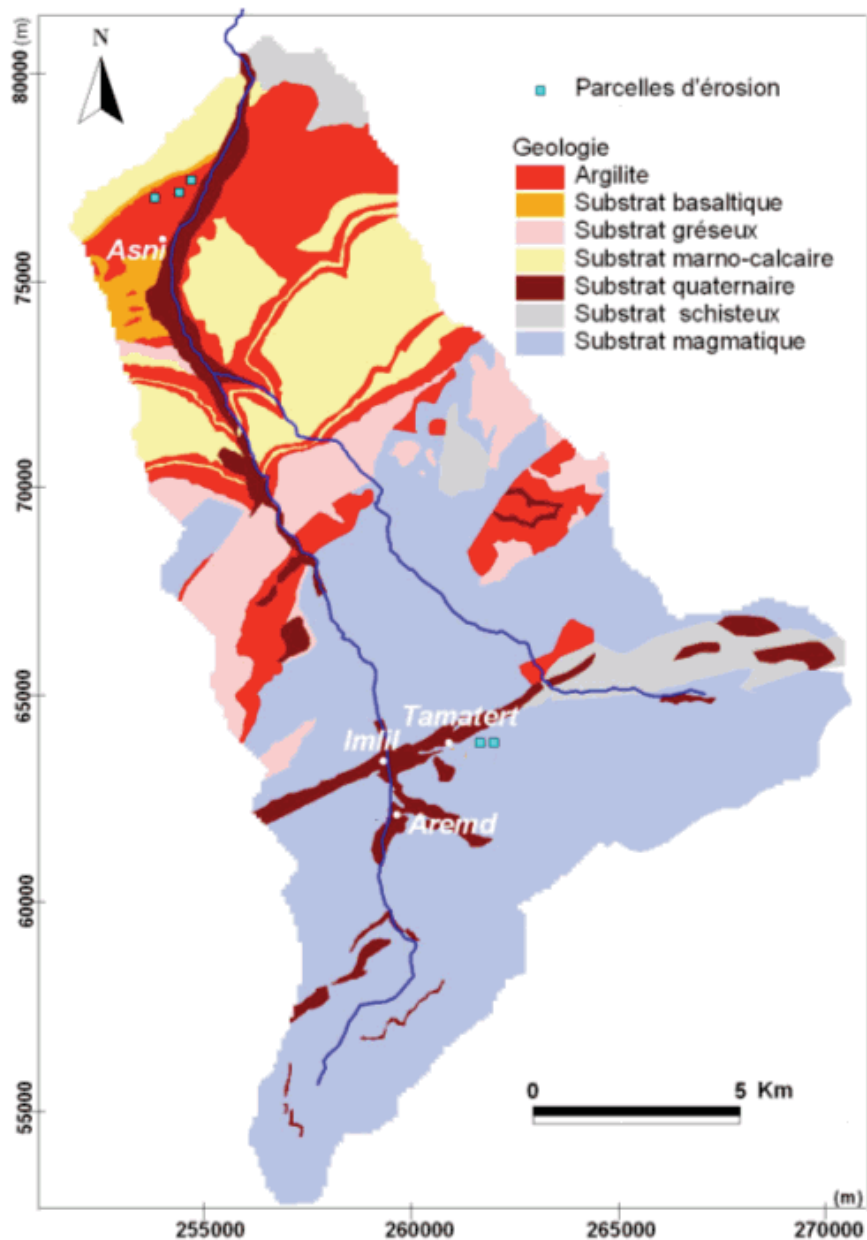 80000 (m)
N
Parcelles d'érosion
Geologie
Argilite
Substrat basaltique
Substrat gréseux
Substrat marno-calcaire
Substrat quaternaire
Substrat schisteux
Substrat magmatique
Asni
75000
70000
65000
Tamatert
Imlil
Aremd
60000
55000
0 5 Km
(m)
255000 260000 265000 270000